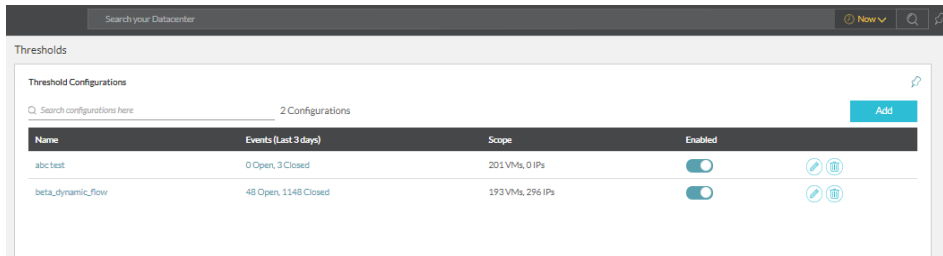 Search your Datacenter
Now
Thresholds
Threshold Configurations
Search configurations here
2 Configurations
Add
Name Events (Last 3 days) Scope Enabled
abc test 0 Open, 3 Closed 201 VMs, 0 IPs
beta_dynamic_flow 48 Open, 1148 Closed 193 VMs, 296 IPs